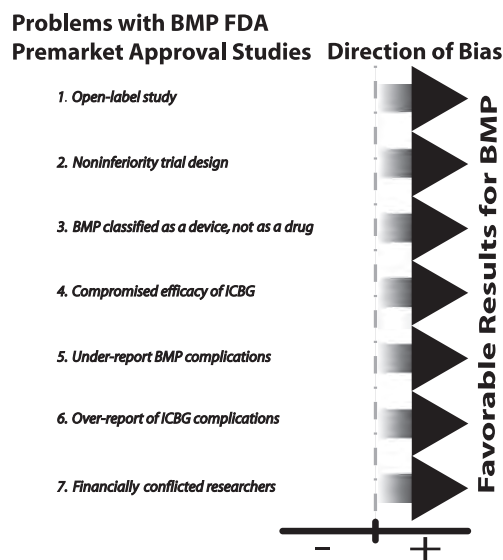 Problems with BMP FDA
Premarket Approval Studies Direction of Bias
1. Open-label study
2. Noninferiority trial design
3. BMP classified as a device, not as a drug
4. Compromised efficacy of ICBG
5. Under-report BMP complications
6. Over-report of ICBG complications
7. Financially conflicted researchers
Favorable Results for BMP
- +